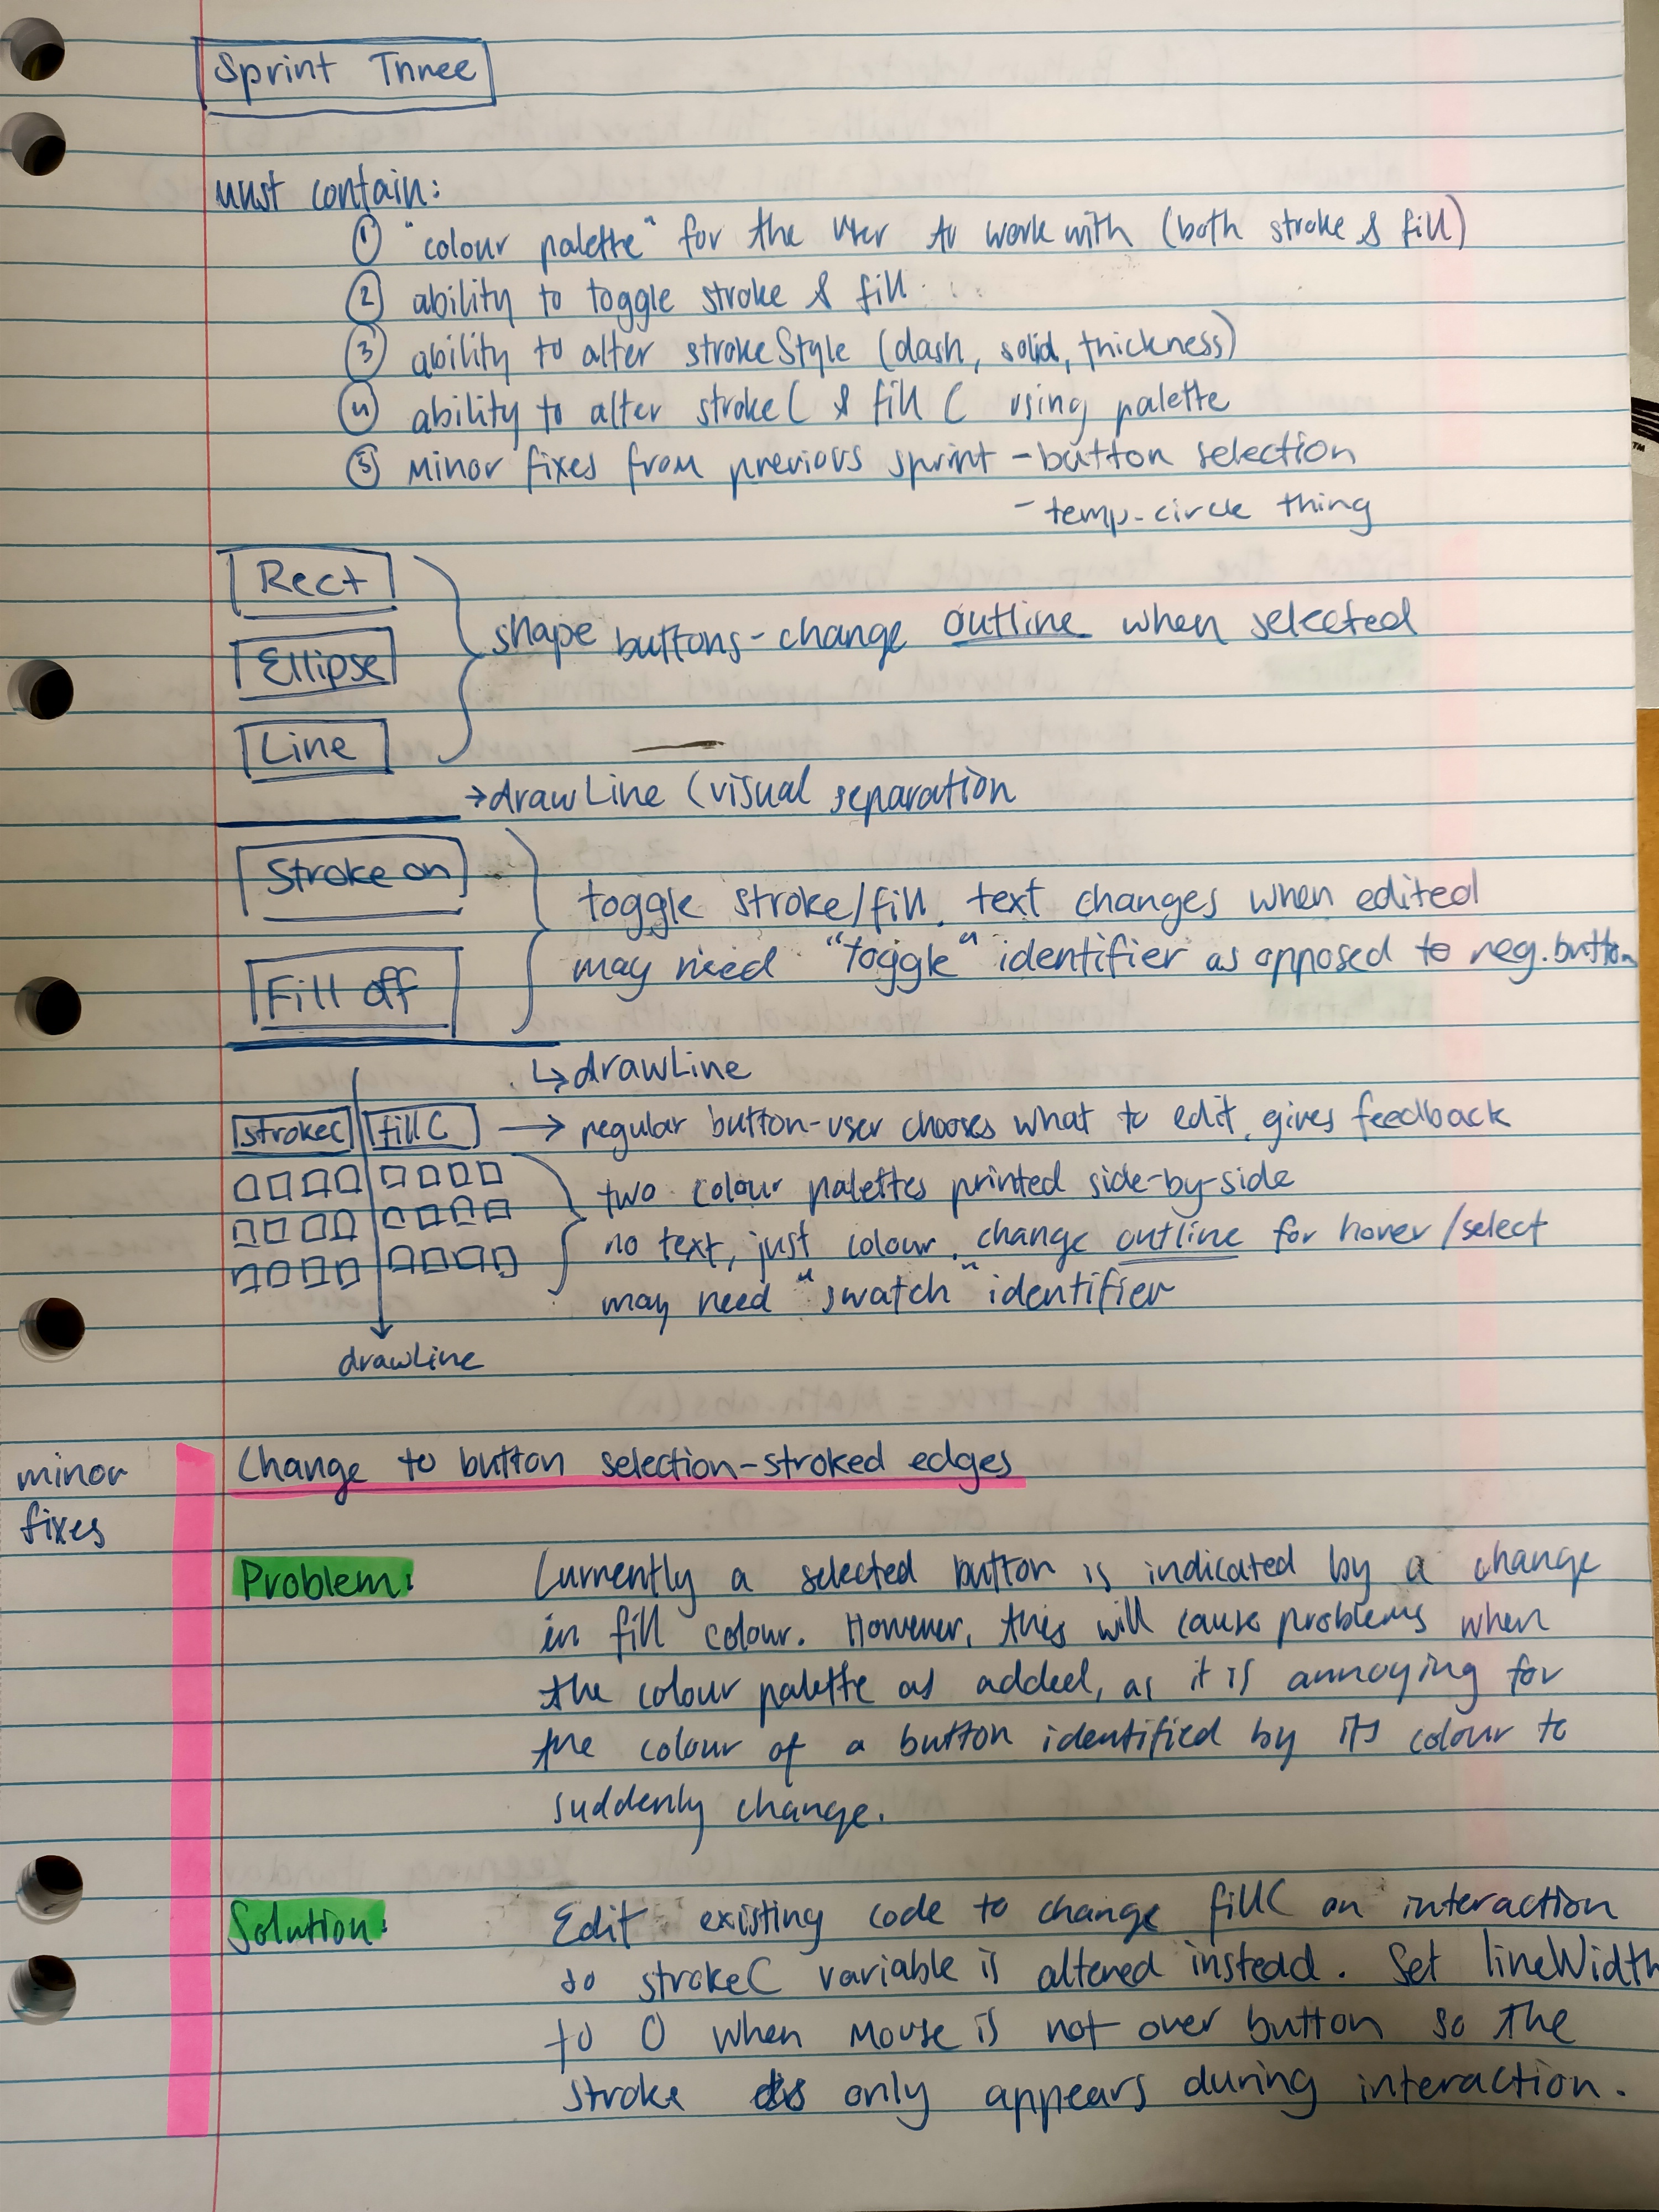 Sprint Three
must contain:
① "colour palette" for the user to work with (both stroke & fill)
② ability to toggle stroke & fill
③ ability to alter strokeStyle (dash, solid, thickness)
④ ability to alter strokeC & fillC using palette
⑤ minor fixes from previous sprint - button selection
- temp-circle thing
Rect
Ellipse
Line
shape buttons - change outline when selected
→ drawLine (visual separation
Stroke on
Fill off
toggle stroke/fill. text changes when edited
may need "toggle" identifier as opposed to reg. button
↳ drawLine
strokeC fillC → regular button - user chooses what to edit, gives feedback
two colour palettes printed side-by-side
no text, just colour. change outline for hover/select
may need "swatch" identifier
drawLine
minor
fixes
Change to button selection - stroked edges
Problem: Currently a selected button is indicated by a change
in fill colour. However, this will cause problems when
the colour palette as added, as it is annoying for
the colour of a button identified by its colour to
suddenly change.
Solution: Edit existing code to change fillC on interaction
so strokeC variable is altered instead. Set lineWidth
to 0 when mouse is not over button so the
stroke only appears during interaction.
TM